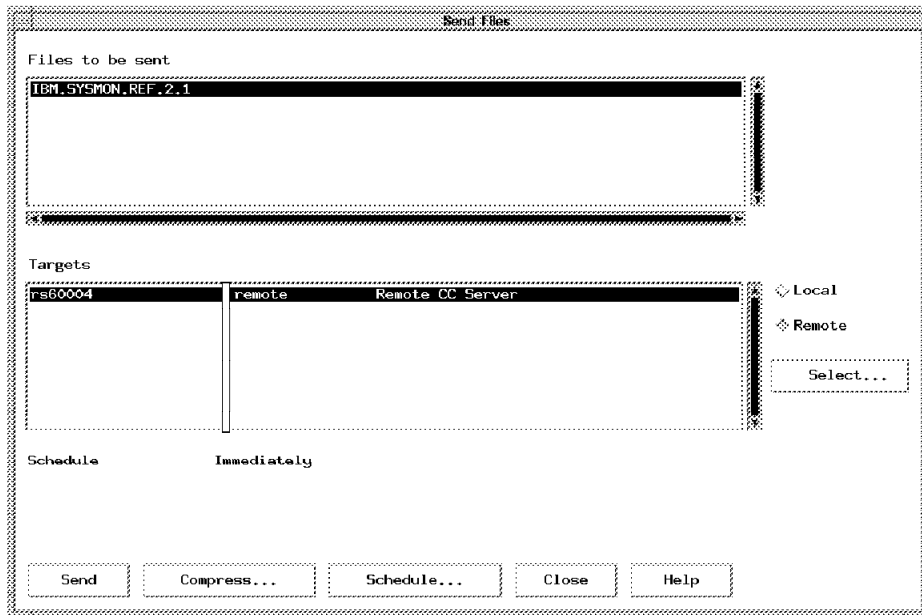 Send Files
Files to be sent
IBM.SYSMON.REF.2.1
Targets
rs60004 remote Remote CC Server
Local
Remote
Select...
Schedule Immediately
Send Compress... Schedule... Close Help